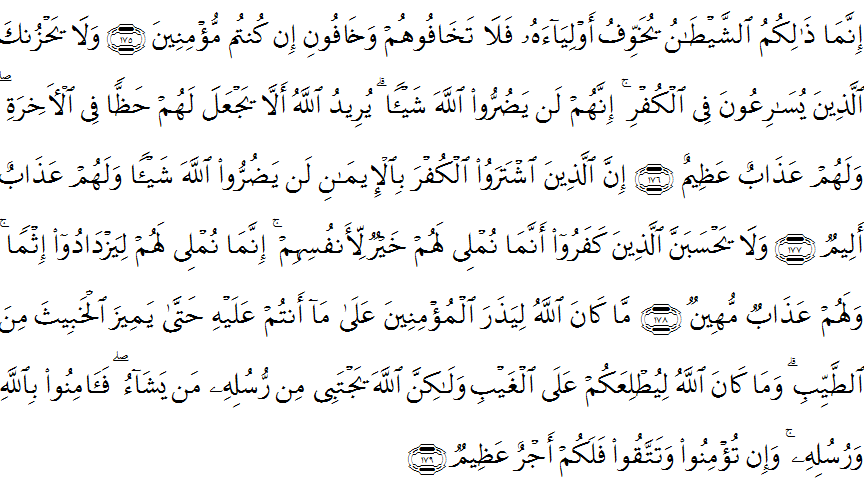 إِنَّمَا ذَٰلِكُمُ ٱلشَّيْطَـٰنُ يُخَوِّفُ أَوْلِيَآءَهُۥ فَلَا تَخَافُوهُمْ وَخَافُونِ إِن كُنتُم مُّؤْمِنِينَ ﴿١٧٥﴾ وَلَا يَحْزُنكَ
ٱلَّذِينَ يُسَـٰرِعُونَ فِى ٱلْكُفْرِ ۚ إِنَّهُمْ لَن يَضُرُّوا۟ ٱللَّهَ شَيْـًٔا ۗ يُرِيدُ ٱللَّهُ أَلَّا يَجْعَلَ لَهُمْ حَظًّا فِى ٱلْـَٔاخِرَةِ ۖ
وَلَهُمْ عَذَابٌ عَظِيمٌ ﴿١٧٦﴾ إِنَّ ٱلَّذِينَ ٱشْتَرَوُا۟ ٱلْكُفْرَ بِٱلْإِيمَـٰنِ لَن يَضُرُّوا۟ ٱللَّهَ شَيْـًٔا وَلَهُمْ عَذَابٌ
أَلِيمٌ ﴿١٧٧﴾ وَلَا يَحْسَبَنَّ ٱلَّذِينَ كَفَرُوٓا۟ أَنَّمَا نُمْلِى لَهُمْ خَيْرٌ لِّأَنفُسِهِمْ ۚ إِنَّمَا نُمْلِى لَهُمْ لِيَزْدَادُوٓا۟ إِثْمًا ۚ
وَلَهُمْ عَذَابٌ مُّهِينٌ ﴿١٧٨﴾ مَّا كَانَ ٱللَّهُ لِيَذَرَ ٱلْمُؤْمِنِينَ عَلَىٰ مَآ أَنتُمْ عَلَيْهِ حَتَّىٰ يَمِيزَ ٱلْخَبِيثَ مِنَ
ٱلطَّيِّبِ ۗ وَمَا كَانَ ٱللَّهُ لِيُطْلِعَكُمْ عَلَى ٱلْغَيْبِ وَلَـٰكِنَّ ٱللَّهَ يَجْتَبِى مِن رُّسُلِهِۦ مَن يَشَآءُ ۖ فَـَٔامِنُوا۟ بِٱللَّهِ
وَرُسُلِهِۦ ۚ وَإِن تُؤْمِنُوا۟ وَتَتَّقُوا۟ فَلَكُمْ أَجْرٌ عَظِيمٌ ﴿١٧٩﴾